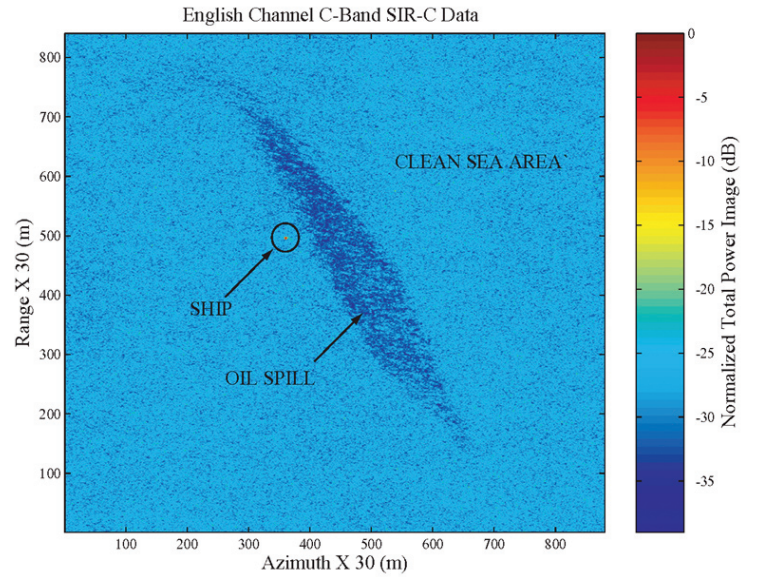 English Channel C-Band SIR-C Data
800
700
600
500
400
300
200
100
100 200 300 400 500 600 700 800
Azimuth X 30 (m)
Range X 30 (m)
CLEAN SEA AREA`
SHIP
OIL SPILL
0
-5
-10
-15
-20
-25
-30
-35
Normalized Total Power Image (dB)